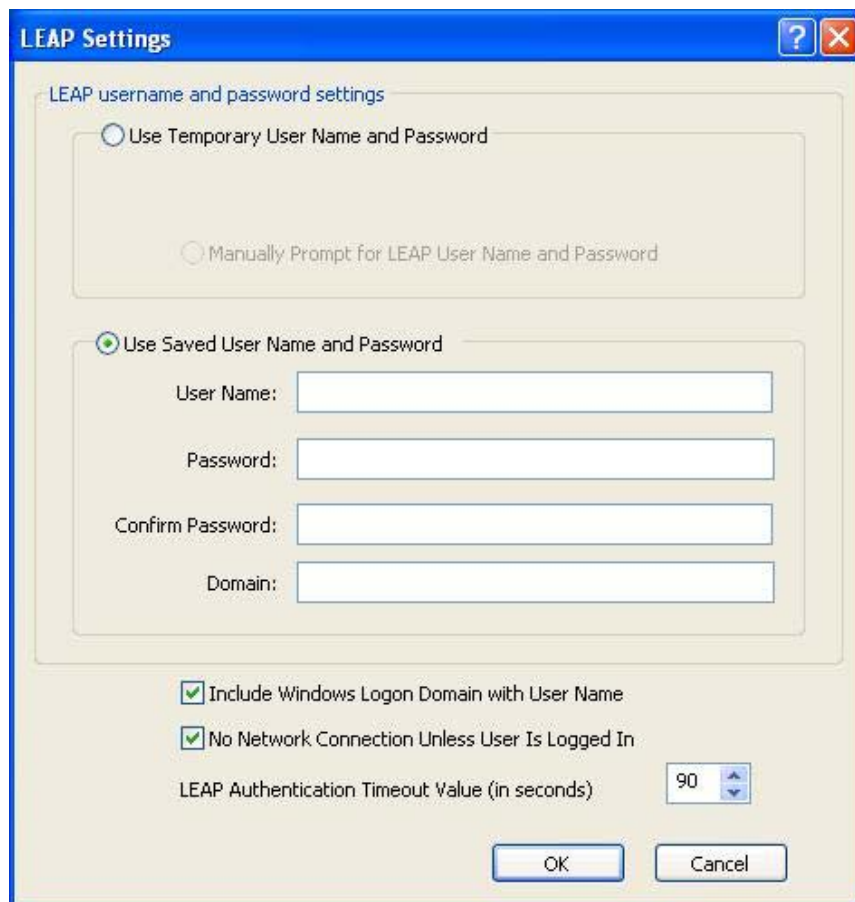 LEAP Settings
LEAP username and password settings
Use Temporary User Name and Password
Manually Prompt for LEAP User Name and Password
Use Saved User Name and Password
User Name:
Password:
Confirm Password:
Domain:
Include Windows Logon Domain with User Name
No Network Connection Unless User Is Logged In
LEAP Authentication Timeout Value (in seconds) 90
OK Cancel